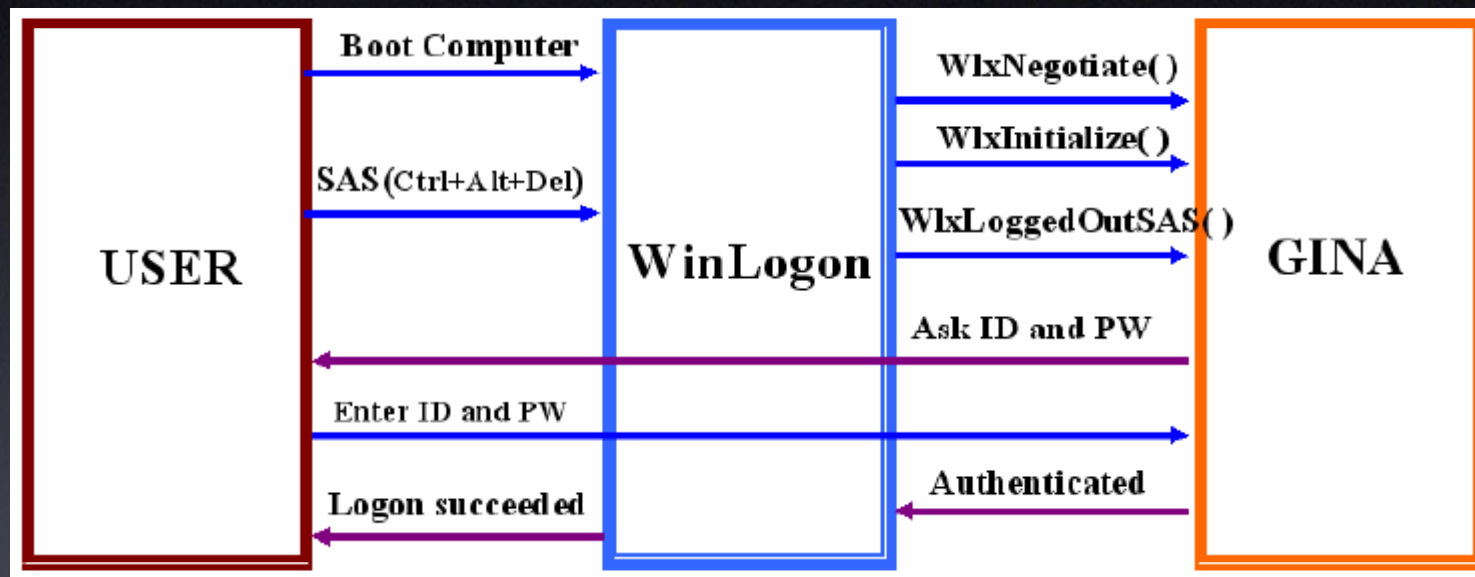 Boot Computer
WlxNegotiate( )
WlxInitialize( )
SAS(Ctrl+Alt+Del)
WlxLoggedOutSAS( )
USER
WinLogon
GINA
Ask ID and PW
Enter ID and PW
Authenticated
Logon succeeded